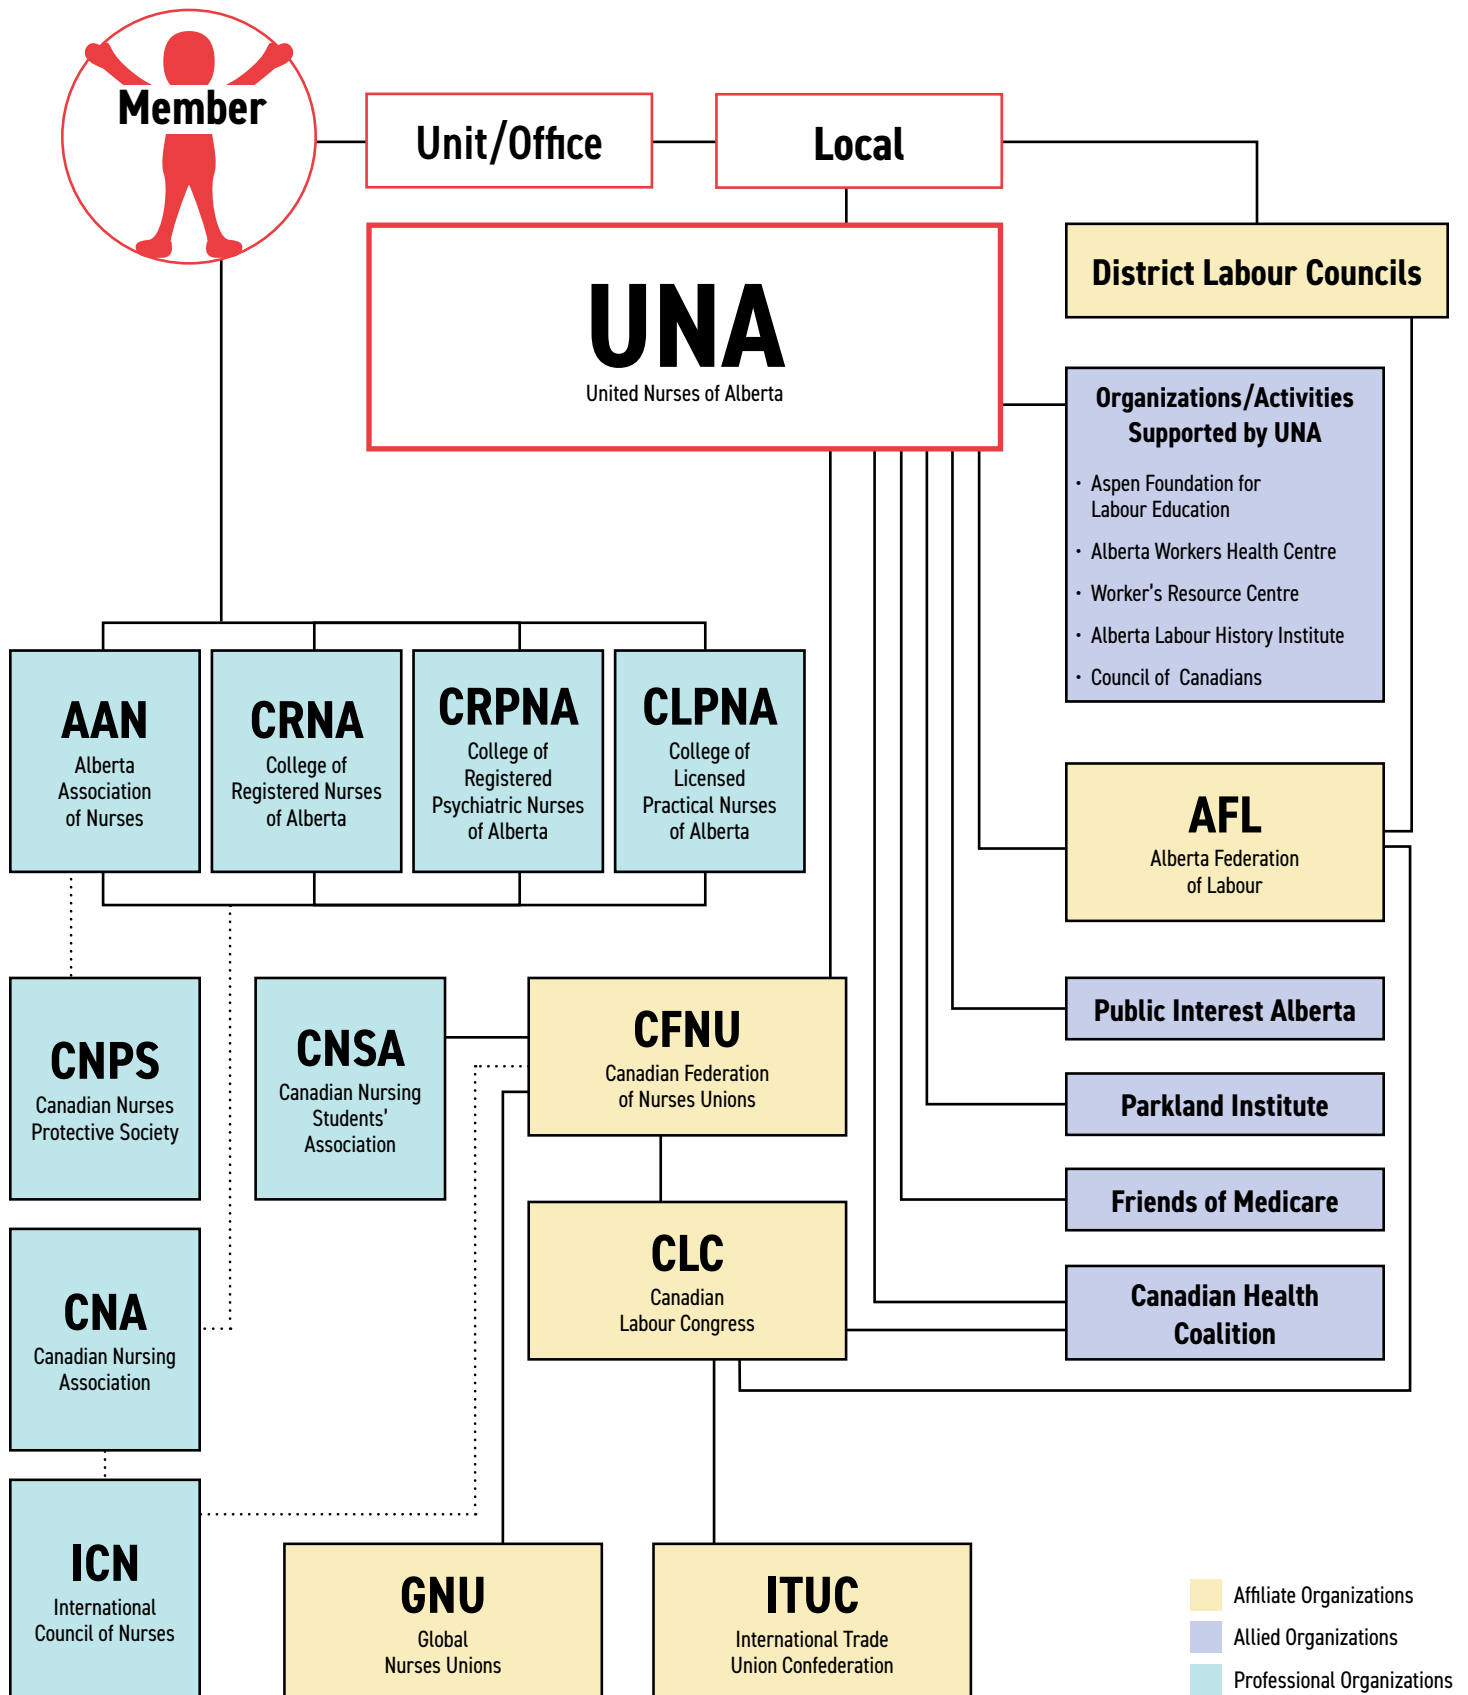 Member
Unit/Office
Local
UNA
United Nurses of Alberta
District Labour Councils
Organizations/Activities
Supported by UNA
· Aspen Foundation for
Labour Education
· Alberta Workers Health Centre
· Worker's Resource Centre
· Alberta Labour History Institute
· Council of Canadians
AAN
Alberta
Association
of Nurses
CRNA
College of
Registered Nurses
of Alberta
CRPNA
College of
Registered
Psychiatric Nurses
of Alberta
CLPNA
College of
Licensed
Practical Nurses
of Alberta
AFL
Alberta Federation
of Labour
CNPS
Canadian Nurses
Protective Society
CNSA
Canadian Nursing
Students'
Association
CFNU
Canadian Federation
of Nurses Unions
Public Interest Alberta
Parkland Institute
Friends of Medicare
CNA
Canadian Nursing
Association
CLC
Canadian
Labour Congress
Canadian Health
Coalition
ICN
International
Council of Nurses
GNU
Global
Nurses Unions
ITUC
International Trade
Union Confederation
Affiliate Organizations
Allied Organizations
Professional Organizations